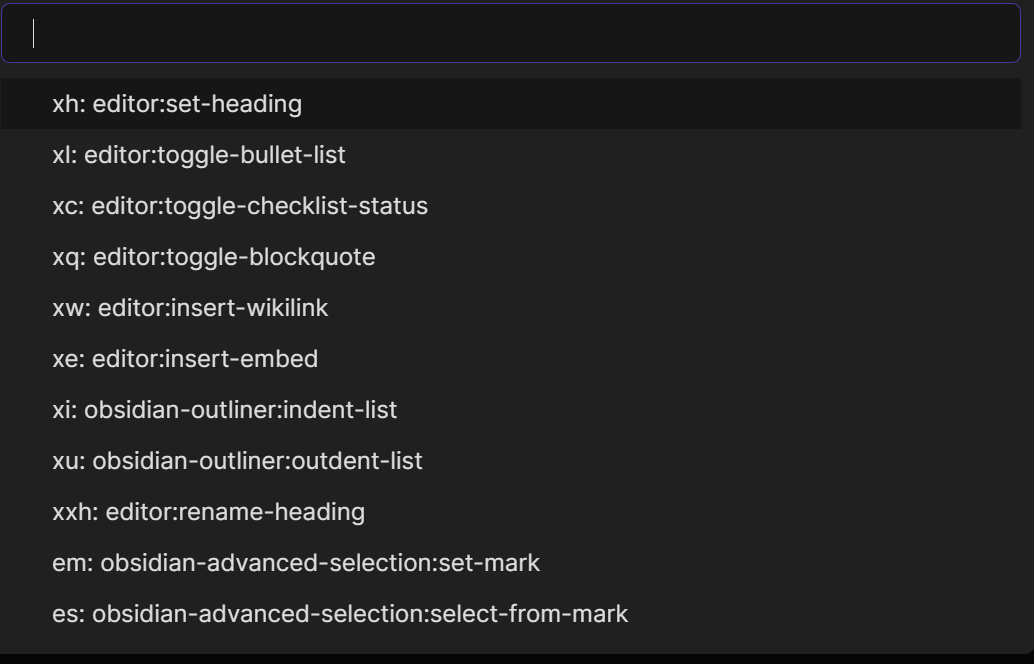 xh: editor:set-heading
xl: editor:toggle-bullet-list
xc: editor:toggle-checklist-status
xq: editor:toggle-blockquote
xw: editor:insert-wikilink
xe: editor:insert-embed
xi: obsidian-outliner:indent-list
xu: obsidian-outliner:outdent-list
xxh: editor:rename-heading
em: obsidian-advanced-selection:set-mark
es: obsidian-advanced-selection:select-from-mark